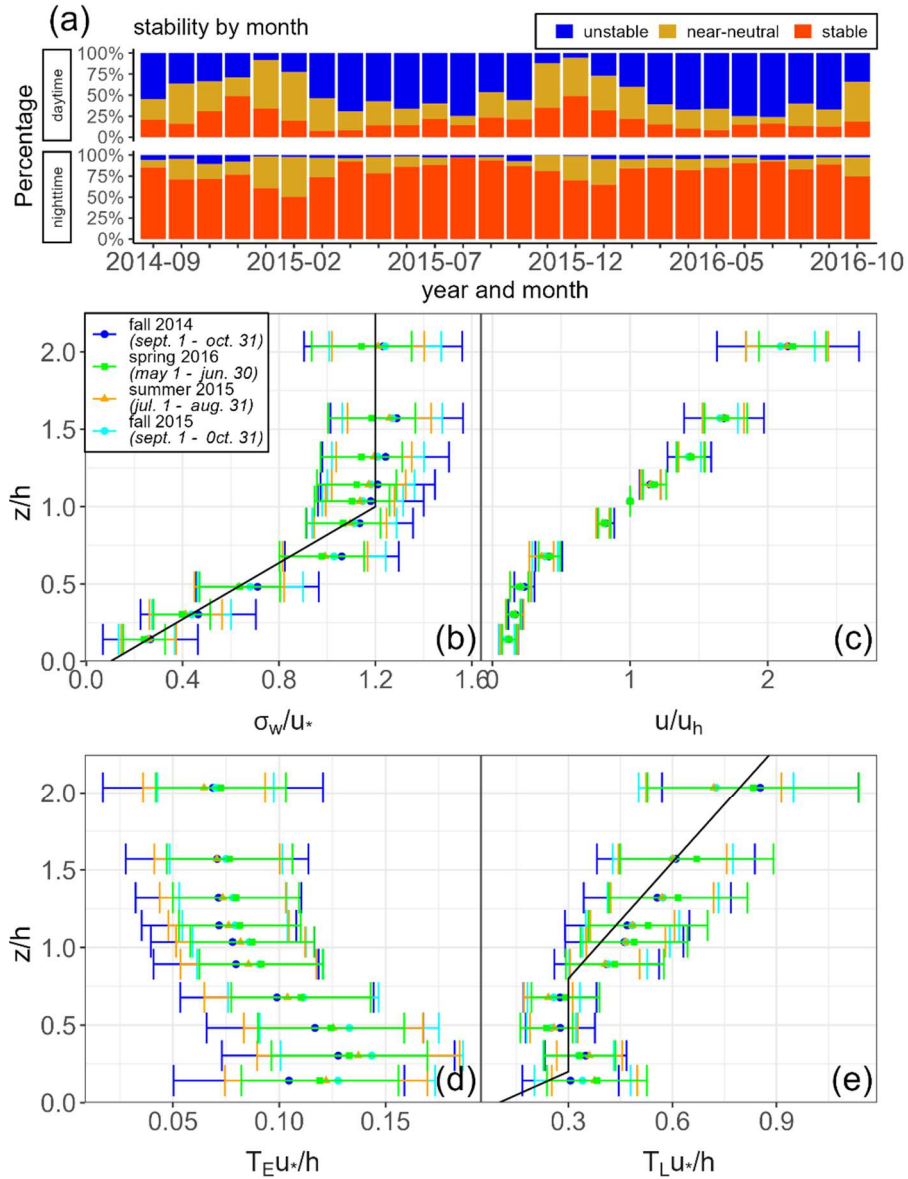 (a) stability by month
unstable near-neutral stable
Percentage
daytime
100%
75%
50%
25%
0%
nighttime
100%
75%
50%
25%
0%
2014-09 2015-02 2015-07 2015-12 2016-05 2016-10
year and month
fall 2014
(sept. 1 - oct. 31)
spring 2016
(may 1 - jun. 30)
summer 2015
(jul. 1 - aug. 31)
fall 2015
(sept. 1 - 0ct. 31)
z/h
2.0
1.5
1.0
0.5
0.0
(b) (c)
0.0 0.4 0.8 1.2 1.6
0 1 2
σw/u* u/uh
z/h
2.0
1.5
1.0
0.5
0.0
(d) (e)
0.05 0.10 0.15
0.3 0.6 0.9
TEu*/h TLu*/h